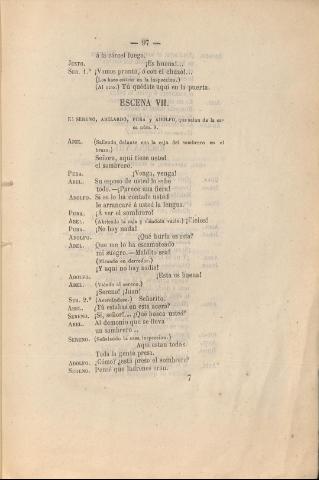 — 97 —
á la cárcel luego.
JUSTO. ¡Es bueno!...
SER. 1.º ¡Vamos pronto, ó con el chuzo!...
(Los hace entrar en la inspeccion.)
(Al otro.) Tú quédate aquí en la puerta.
ESCENA VII.
EL SERENO, ABELARDO, PURA y ADOLFO, que salen de la ca-
sa núm. 3.
ABEL. (Saliendo delante con la caja del sombrero en el
brazo.)
Señora, aquí tiene usted
el sombrero.
PURA. ¡Venga, venga!
ABEL. Su esposo de usted lo sabe
todo.—¡Parece una fiera!
ADOLFO. Si es lo ha contado usted
le arrancaré á usted la lengua.
PURA. ¡Á ver el sombrero!
ABEL. (Abriendo la caja y viéndola vacía.) ¡Cielos!
PURA. ¡No hay nada!
ADOLFO. ¿Qué burla es esta?
ABEL. Que me lo ha escamoteado
mi suegro.—Maldito sea!
(Mirando en derredor.)
¡Y aquí no hay nadie!
ADOLFO. ¡Esta es buena!
ABEL. (Viendo al sereno.)
¡Sereno! ¡Juan!
SER. 2.º (Acercándose.) Señorito.
ABEL. ¿Tú estabas en esta acera?
SERENO. ¡Sí, señor!... ¿Qué busca usted?
ABEL. Al demonio que se lleva
un sombrero...
SERENO. (Señalando la casa inspeccion.)
Aquí estan todos.
Toda la gente presa.
ADOLFO. ¿Cómo? ¿está preso el sombrero?
SERENO. Pensé que ladrones eran.
7